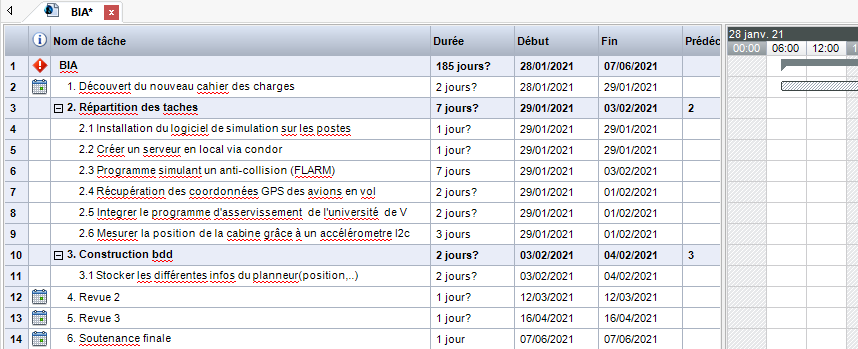 BIA*
Nom de tâche Durée Début Fin Prédéc
28 janv. 21
00:00 06:00 12:00 1
1 BIA 185 jours? 28/01/2021 07/06/2021
2 1. Découvert du nouveau cahier des charges 2 jours? 28/01/2021 29/01/2021
3 2. Répartition des taches 7 jours? 29/01/2021 03/02/2021 2
4 2.1 Installation du logiciel de simulation sur les postes 1 jour? 29/01/2021 29/01/2021
5 2.2 Créer un serveur en local via condor 1 jour? 29/01/2021 29/01/2021
6 2.3 Programme simulant un anti-collision (FLARM) 7 jours 29/01/2021 03/02/2021
7 2.4 Récupération des coordonnées GPS des avions en vol 2 jours? 29/01/2021 01/02/2021
8 2.5 Integrer le programme d'asservissement de l'université de V 2 jours? 29/01/2021 01/02/2021
9 2.6 Mesurer la position de la cabine grâce à un accélérometre I2c 3 jours 29/01/2021 01/02/2021
10 3. Construction bdd 2 jours? 03/02/2021 04/02/2021 3
11 3.1 Stocker les différentes infos du planneur(position,..) 2 jours? 03/02/2021 04/02/2021
12 4. Revue 2 1 jour? 12/03/2021 12/03/2021
13 5. Revue 3 1 jour? 16/04/2021 16/04/2021
14 6. Soutenance finale 1 jour 07/06/2021 07/06/2021